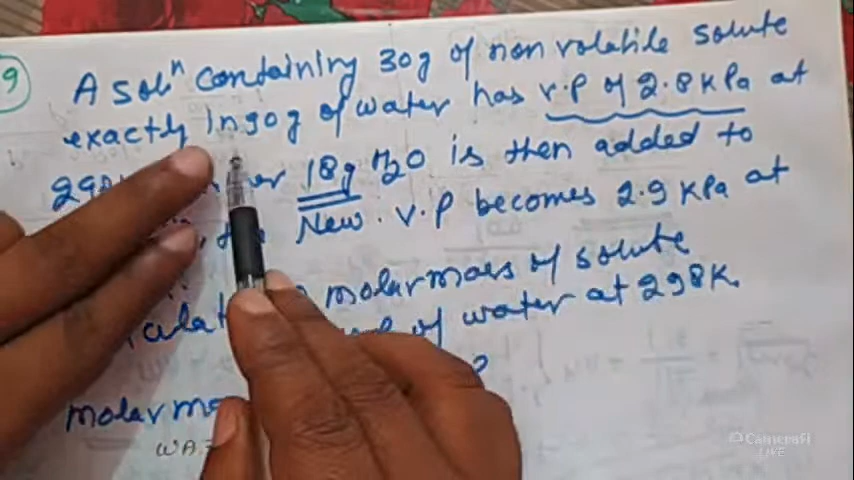 9
A solⁿ containing 30g of non volatile solute
exactly in 90g of water has v.P of 2.8 kPa at
18g H2O is then added to
New. v.P becomes 2.9 kPa at
molar mass of solute
of water at 298K.
molar